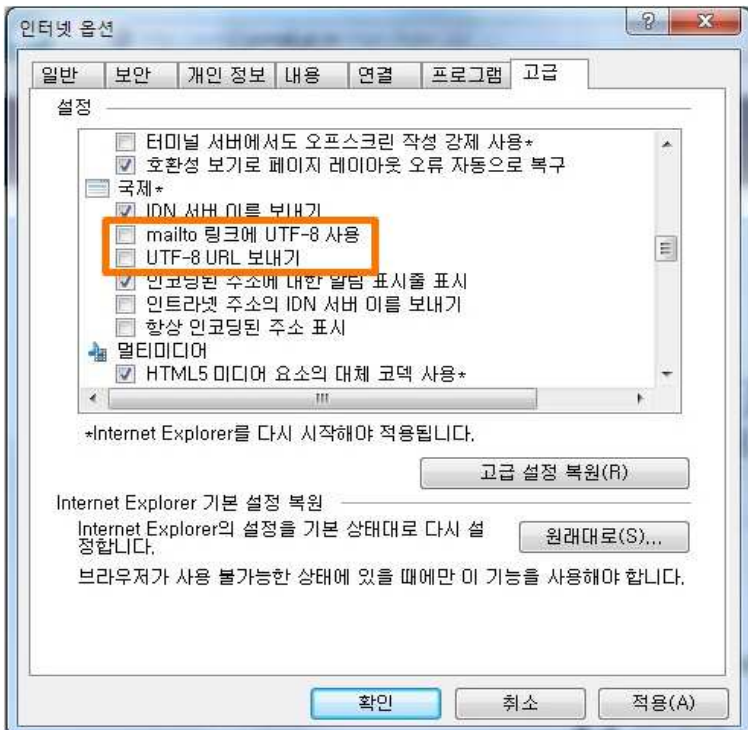 인터넷 옵션
일반 보안 개인 정보 내용 연결 프로그램 고급
설정
터미널 서버에서도 오프스크린 작성 강제 사용*
호환성 보기로 페이지 레이아웃 오류 자동으로 복구
국제*
IDN 서버 이름 보내기
mailto 링크에 UTF-8 사용
UTF-8 URL 보내기
인코딩된 주소에 대한 알림 표시줄 표시
인트라넷 주소의 IDN 서버 이름 보내기
항상 인코딩된 주소 표시
멀티미디어
HTML5 미디어 요소의 대체 코덱 사용*
*Internet Explorer를 다시 시작해야 적용됩니다.
고급 설정 복원(R)
Internet Explorer 기본 설정 복원
Internet Explorer의 설정을 기본 상태대로 다시 설
정합니다.
원래대로(S)...
브라우저가 사용 불가능한 상태에 있을 때에만 이 기능을 사용해야 합니다.
확인 취소 적용(A)